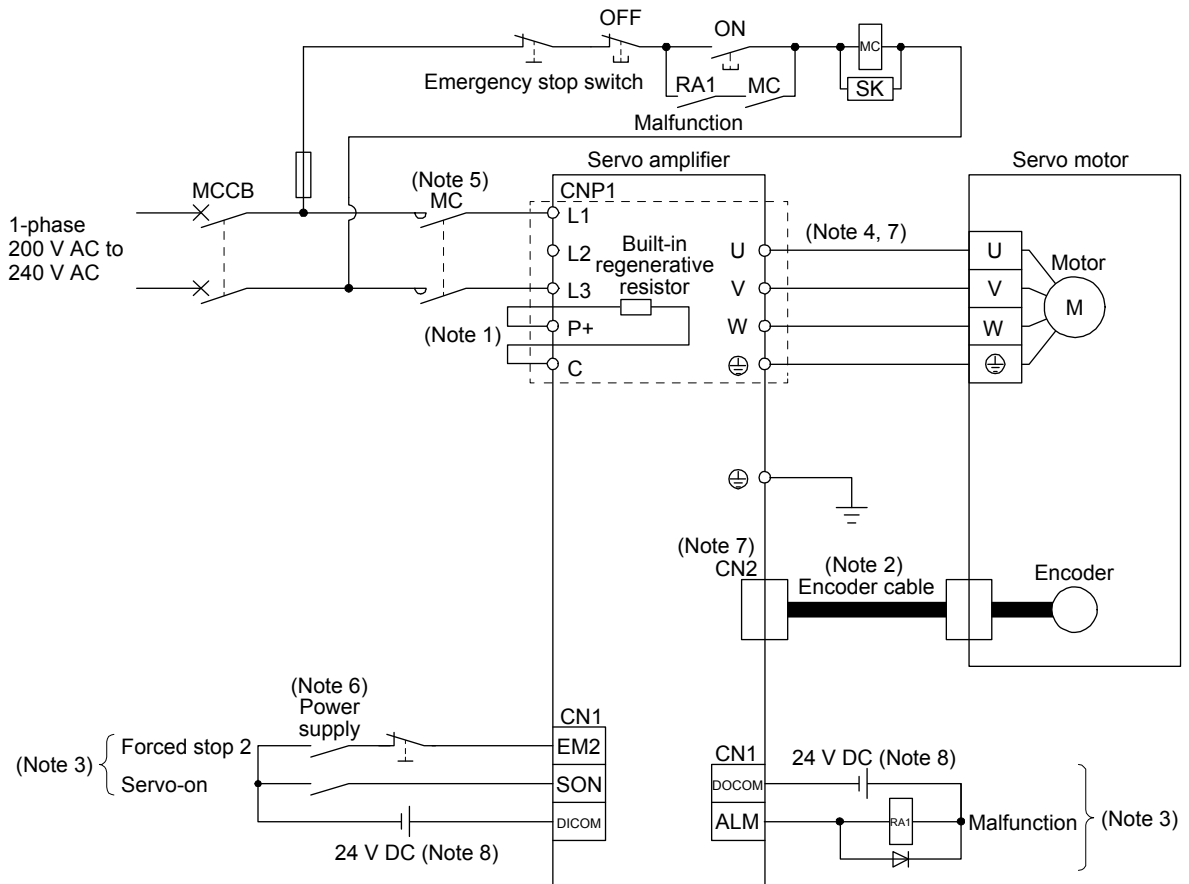 OFF
ON
MC
Emergency stop switch
RA1
MC
SK
Malfunction
Servo amplifier
Servo motor
MCCB
(Note 5)
MC
CNP1
1-phase
200 V AC to
240 V AC
L1
L2
L3
P+
C
Built-in
regenerative
resistor
(Note 1)
U
V
W
(Note 4, 7)
U
V
W
Motor
M
(Note 7)
CN2
(Note 2)
Encoder cable
Encoder
(Note 6)
Power
supply
(Note 3)
Forced stop 2
Servo-on
CN1
EM2
SON
DICOM
24 V DC (Note 8)
CN1
DOCOM
ALM
24 V DC (Note 8)
RA1
Malfunction
(Note 3)